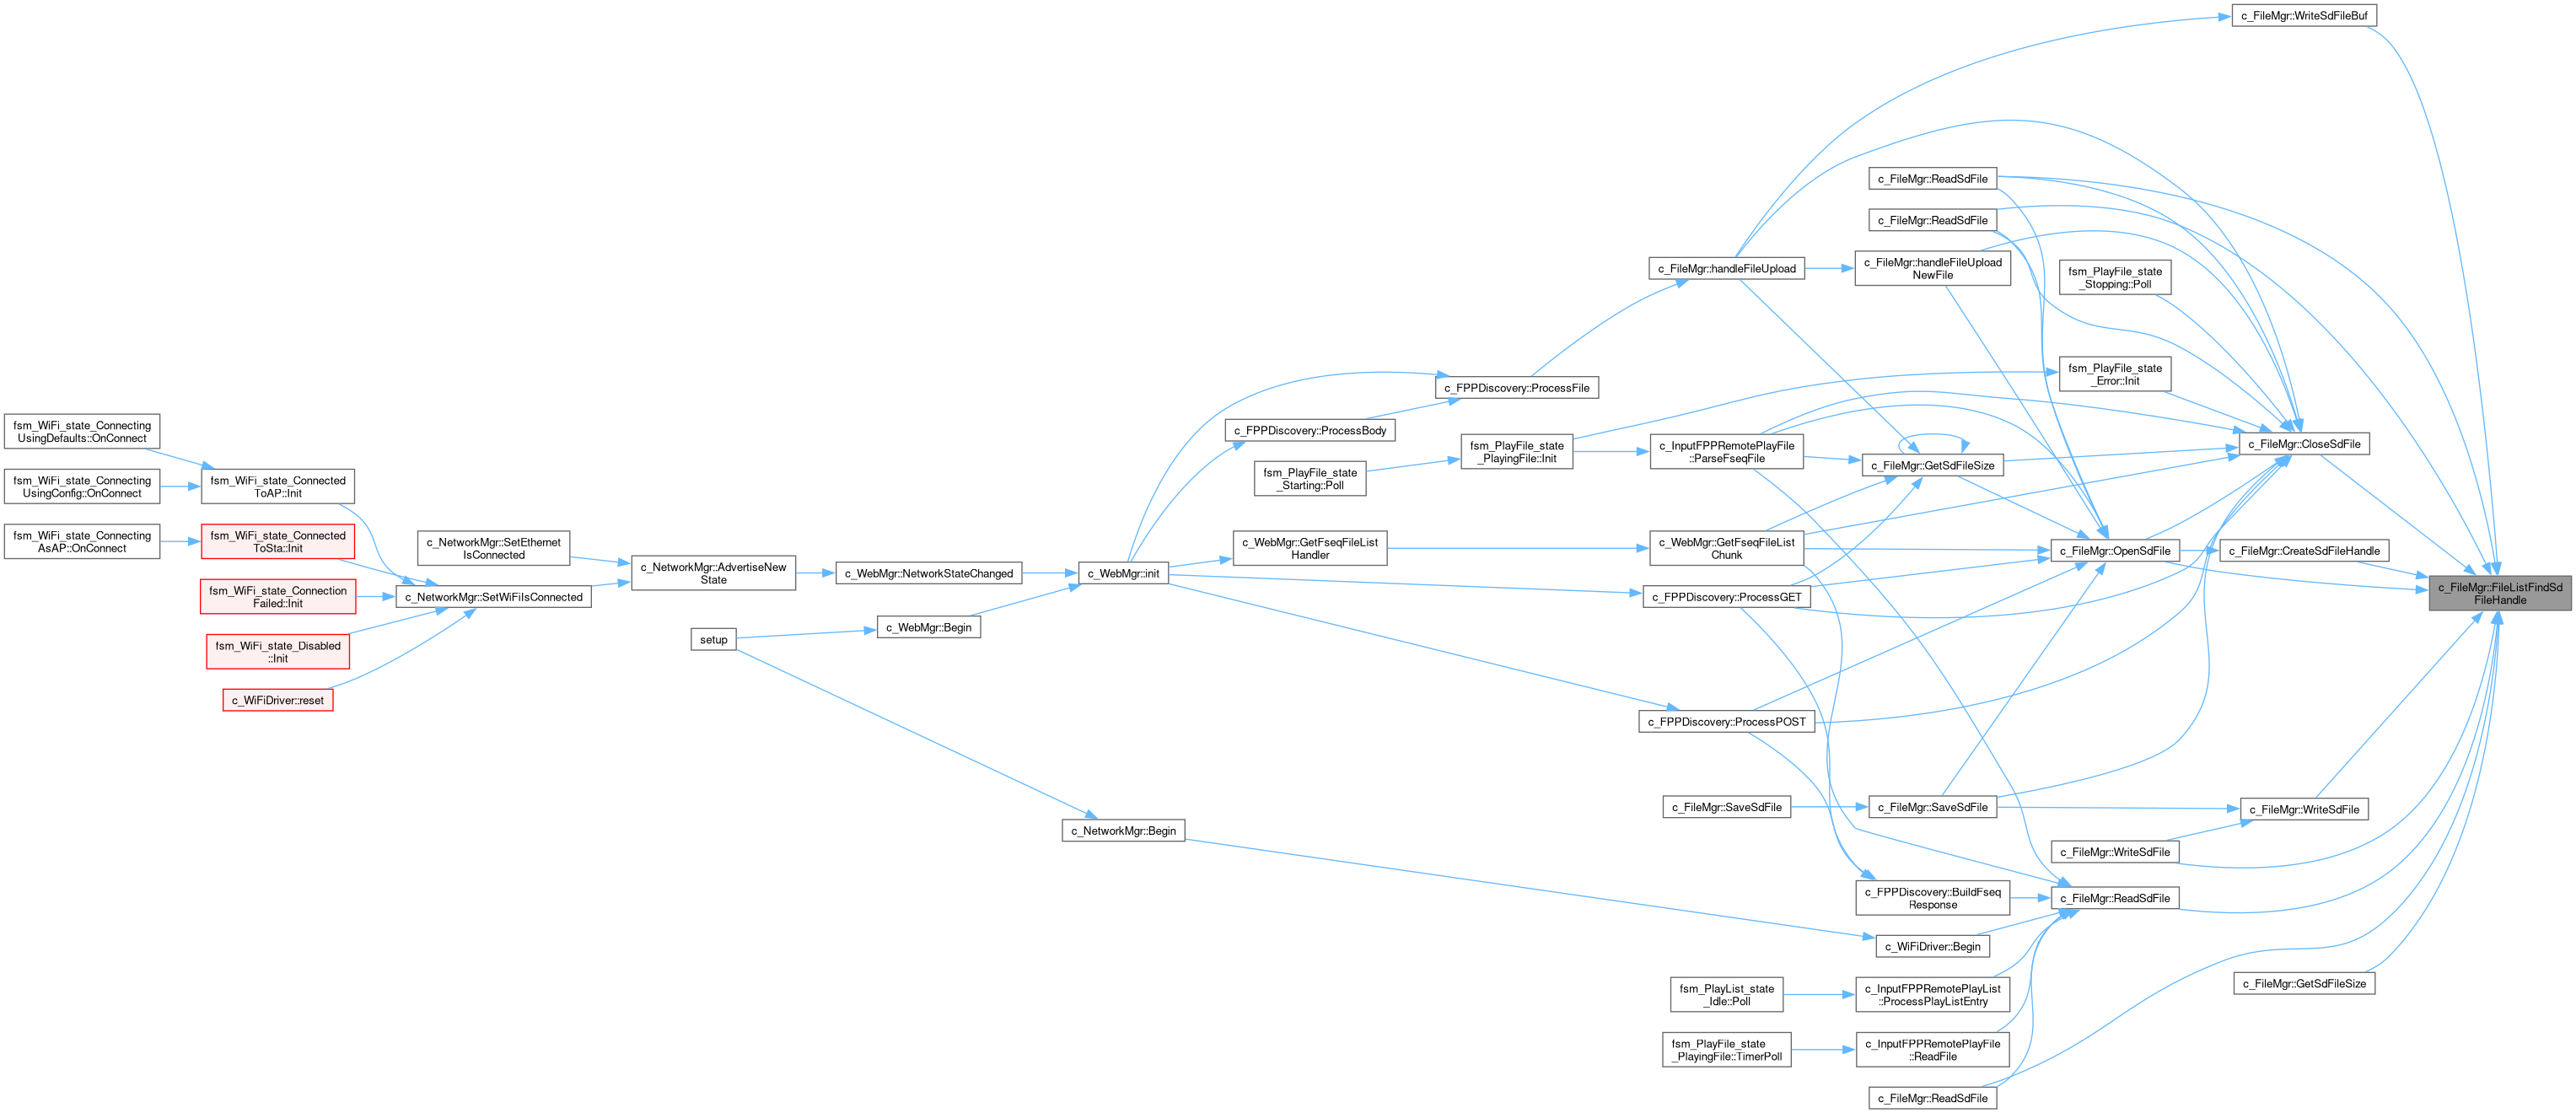 c_FileMgr::WriteSdFileBuf
c_FileMgr::ReadSdFile
c_FileMgr::ReadSdFile
c_FileMgr::handleFileUpload
c_FileMgr::handleFileUpload
NewFile
fsm_PlayFile_state
_Stopping::Poll
fsm_PlayFile_state
_Error::Init
c_FPPDiscovery::ProcessFile
c_FPPDiscovery::ProcessBody
fsm_PlayFile_state
_Starting::Poll
fsm_PlayFile_state
_PlayingFile::Init
c_InputFPPRemotePlayFile
::ParseFseqFile
c_FileMgr::GetSdFileSize
c_FileMgr::CloseSdFile
fsm_WiFi_state_Connecting
UsingDefaults::OnConnect
fsm_WiFi_state_Connecting
UsingConfig::OnConnect
fsm_WiFi_state_Connecting
AsAP::OnConnect
fsm_WiFi_state_Connected
ToAP::Init
fsm_WiFi_state_Connected
ToSta::Init
fsm_WiFi_state_Connection
Failed::Init
fsm_WiFi_state_Disabled
::Init
c_WiFiDriver::reset
c_NetworkMgr::SetEthernet
IsConnected
c_NetworkMgr::SetWiFiIsConnected
c_NetworkMgr::AdvertiseNew
State
c_WebMgr::NetworkStateChanged
c_WebMgr::init
c_WebMgr::GetFseqFileList
Handler
c_WebMgr::GetFseqFileList
Chunk
c_FileMgr::OpenSdFile
c_FileMgr::CreateSdFileHandle
c_FileMgr::FileListFindSd
FileHandle
c_FPPDiscovery::ProcessGET
setup
c_WebMgr::Begin
c_FPPDiscovery::ProcessPOST
c_NetworkMgr::Begin
c_FileMgr::SaveSdFile
c_FileMgr::SaveSdFile
c_FileMgr::WriteSdFile
c_FileMgr::WriteSdFile
c_FPPDiscovery::BuildFseq
Response
c_FileMgr::ReadSdFile
c_WiFiDriver::Begin
fsm_PlayList_state
_Idle::Poll
c_InputFPPRemotePlayList
::ProcessPlayListEntry
c_FileMgr::GetSdFileSize
fsm_PlayFile_state
_PlayingFile::TimerPoll
c_InputFPPRemotePlayFile
::ReadFile
c_FileMgr::ReadSdFile